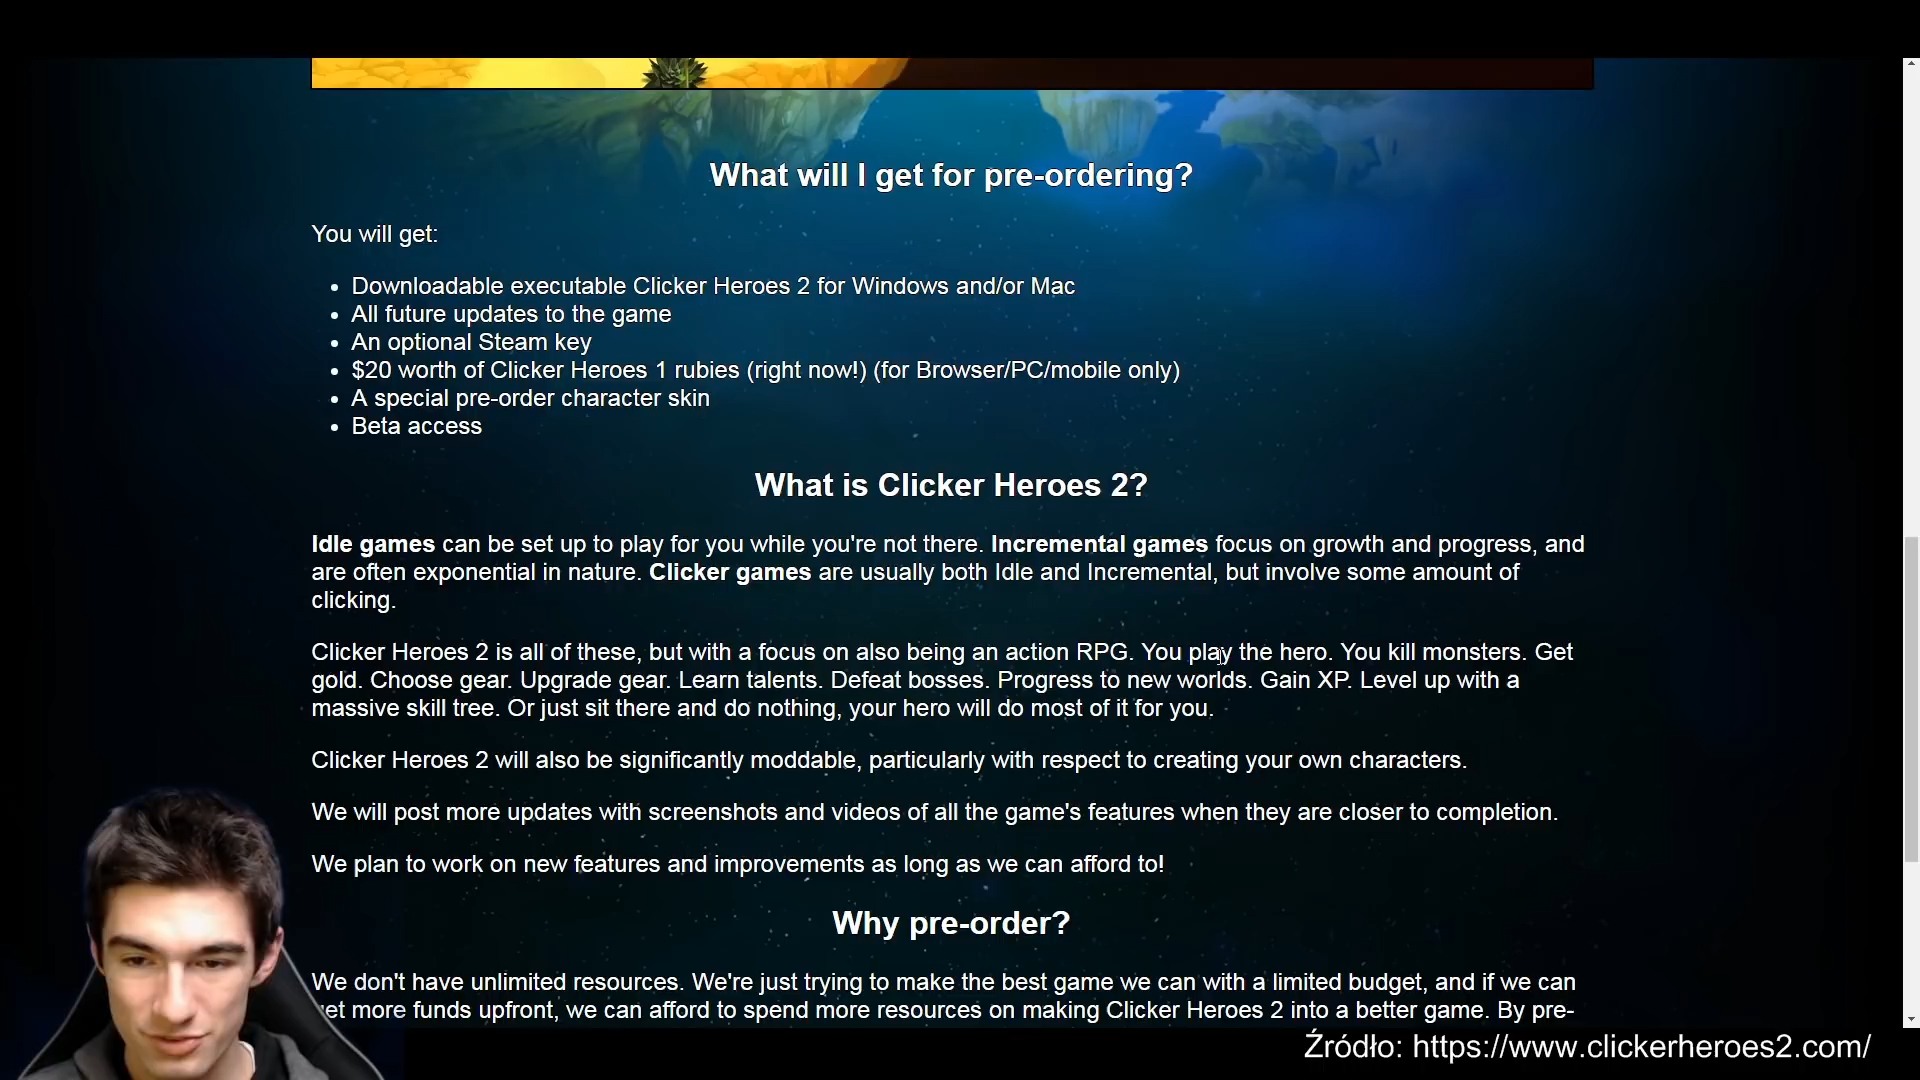 What will I get for pre-ordering?
You will get:
• Downloadable executable Clicker Heroes 2 for Windows and/or Mac
• All future updates to the game
• An optional Steam key
• $20 worth of Clicker Heroes 1 rubies (right now!) (for Browser/PC/mobile only)
• A special pre-order character skin
• Beta access
What is Clicker Heroes 2?
Idle games can be set up to play for you while you're not there. Incremental games focus on growth and progress, and
are often exponential in nature. Clicker games are usually both Idle and Incremental, but involve some amount of
clicking.
Clicker Heroes 2 is all of these, but with a focus on also being an action RPG. You play the hero. You kill monsters. Get
gold. Choose gear. Upgrade gear. Learn talents. Defeat bosses. Progress to new worlds. Gain XP. Level up with a
massive skill tree. Or just sit there and do nothing, your hero will do most of it for you.
Clicker Heroes 2 will also be significantly moddable, particularly with respect to creating your own characters.
We will post more updates with screenshots and videos of all the game's features when they are closer to completion.
We plan to work on new features and improvements as long as we can afford to!
Why pre-order?
We don't have unlimited resources. We're just trying to make the best game we can with a limited budget, and if we can
get more funds upfront, we can afford to spend more resources on making Clicker Heroes 2 into a better game. By pre-
Źródło: https://www.clickerheroes2.com/